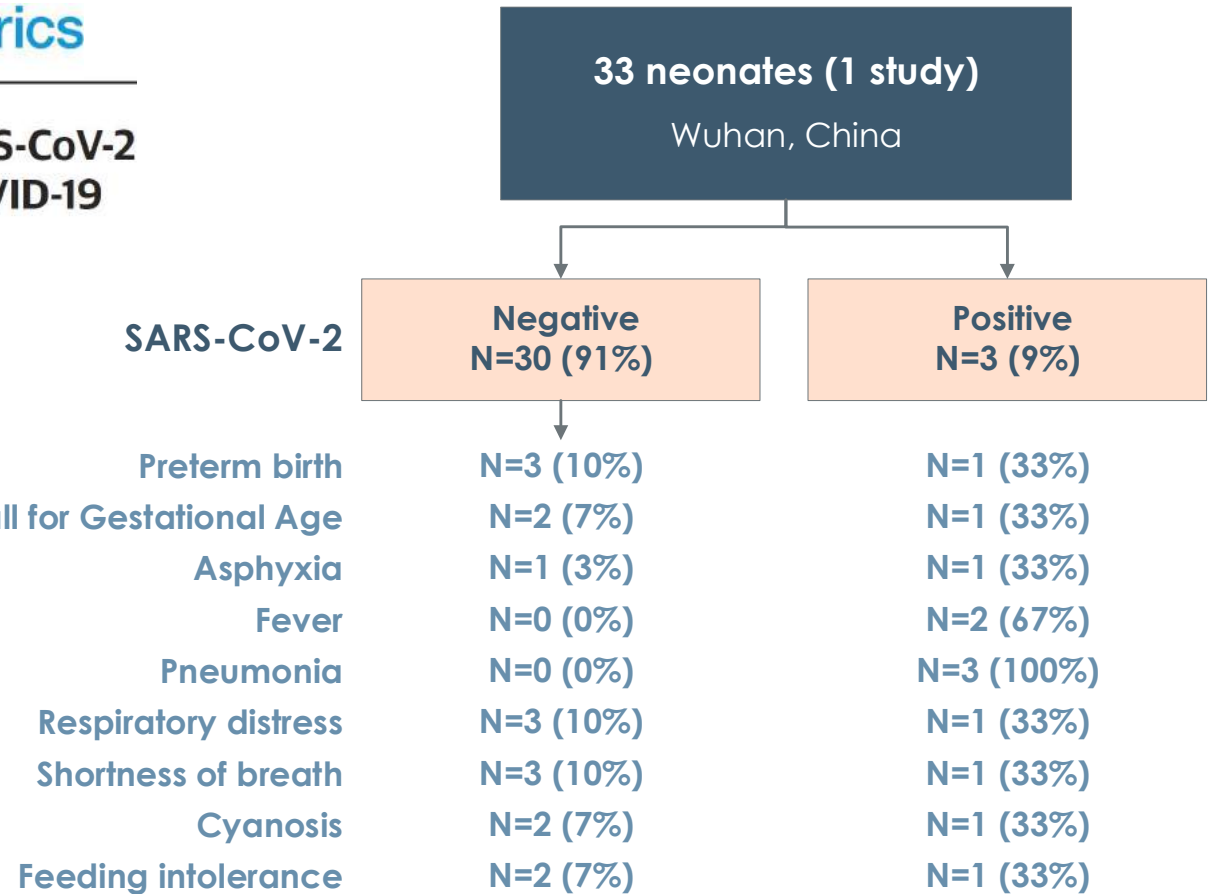 rics
S-CoV-2
VID-19
33 neonates (1 study)
Wuhan, China
SARS-CoV-2
Negative
N=30 (91%)
Positive
N=3 (9%)
Preterm birth N=3 (10%) N=1 (33%)
ll for Gestational Age N=2 (7%) N=1 (33%)
Asphyxia N=1 (3%) N=1 (33%)
Fever N=0 (0%) N=2 (67%)
Pneumonia N=0 (0%) N=3 (100%)
Respiratory distress N=3 (10%) N=1 (33%)
Shortness of breath N=3 (10%) N=1 (33%)
Cyanosis N=2 (7%) N=1 (33%)
Feeding intolerance N=2 (7%) N=1 (33%)